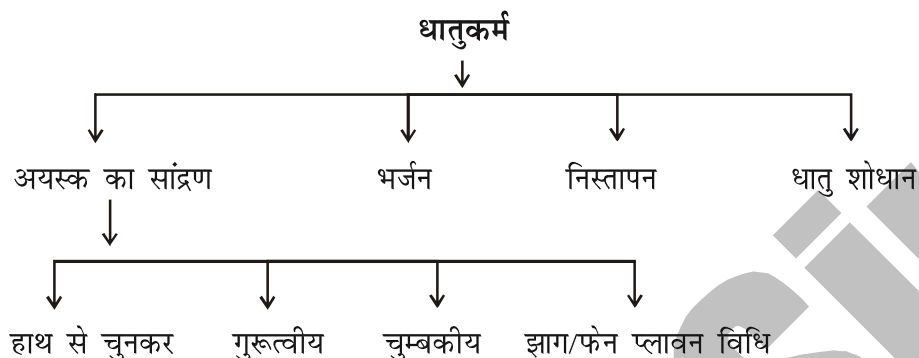 धातुकर्म
अयस्क का सांद्रण भर्जन निस्तापन धातु शोधान
हाथ से चुनकर गुरूत्वीय चुम्बकीय झाग/फेन प्लावन विधि